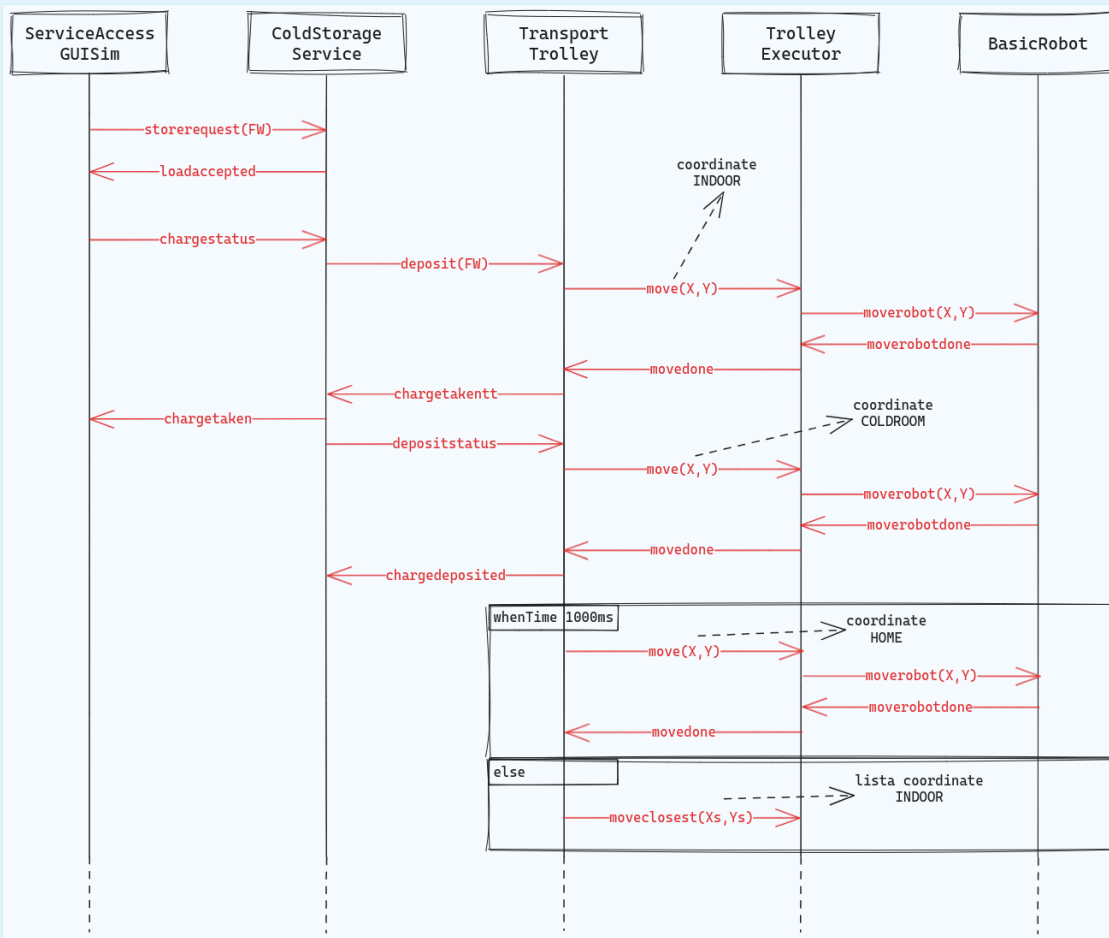 ServiceAccess
GUISim
ColdStorage
Service
Transport
Trolley
Trolley
Executor
BasicRobot
storerequest(FW)
coordinate
INDOOR
loadaccepted
chargestatus
deposit(FW)
move(X,Y)
moverobot(X,Y)
moverobotdone
movedone
chargetakentt
coordinate
COLDROOM
chargetaken
depositstatus
move(X,Y)
moverobot(X,Y)
moverobotdone
movedone
chargedeposited
whenTime 1000ms
coordinate
HOME
move(X,Y)
moverobot(X,Y)
moverobotdone
movedone
else
lista coordinate
INDOOR
moveclosest(Xs,Ys)